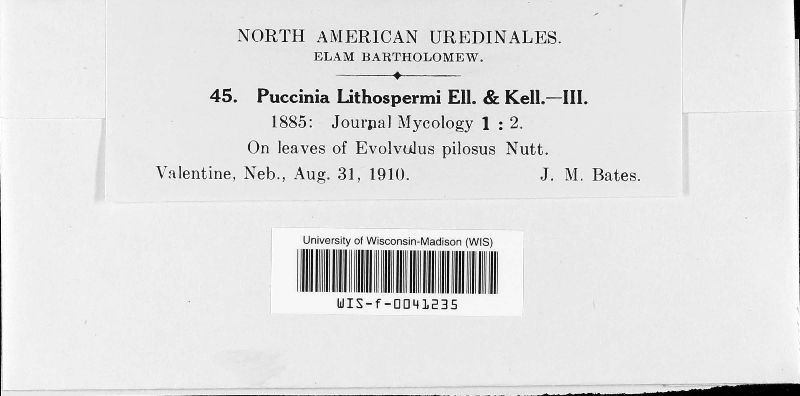 NORTH AMERICAN UREDINALES.
ELAM BARTHOLOMEW.
45. Puccinia Lithospermi Ell. & Kell.—III.
1885: Journal Mycology 1 : 2.
On leaves of Evolvulus pilosus Nutt.
Valentine, Neb., Aug. 31, 1910. J. M. Bates.
University of Wisconsin-Madison (WIS)
WIS-f-0041235